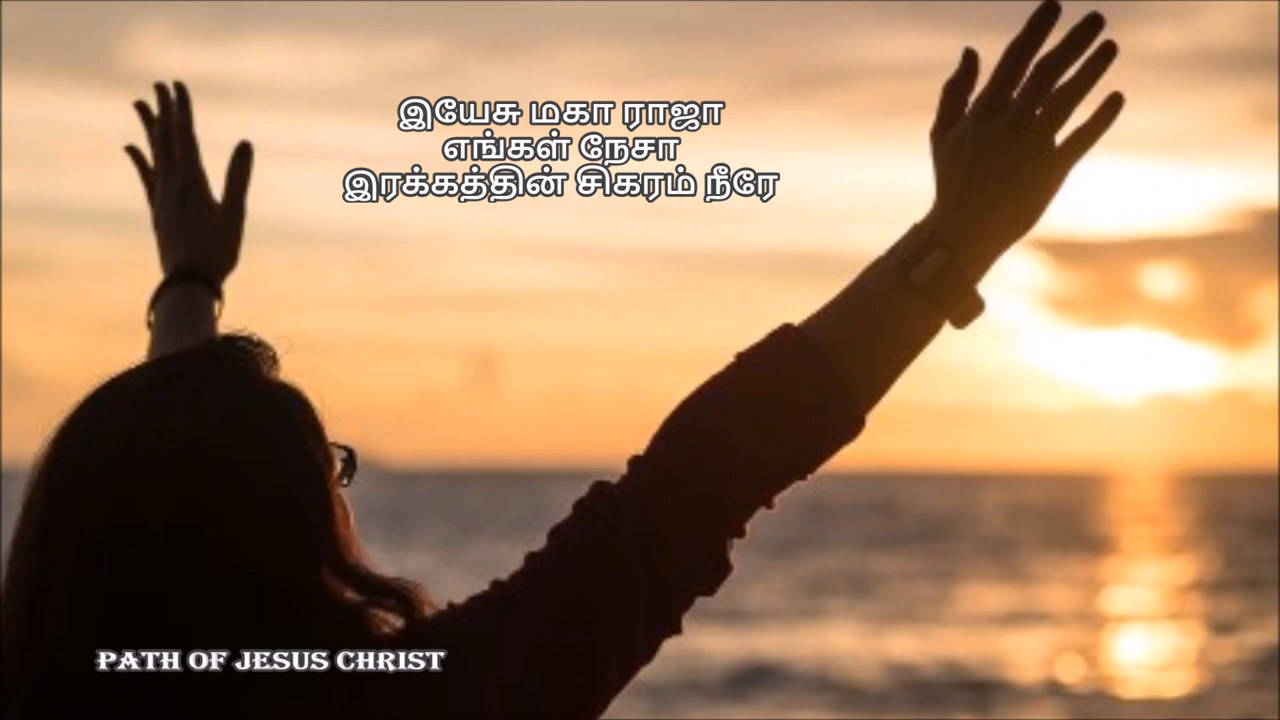 இயேசு மகா ராஜா
எங்கள் நேசா
இரக்கத்தின் சிகரம் நீரே
PATH OF JESUS CHRIST